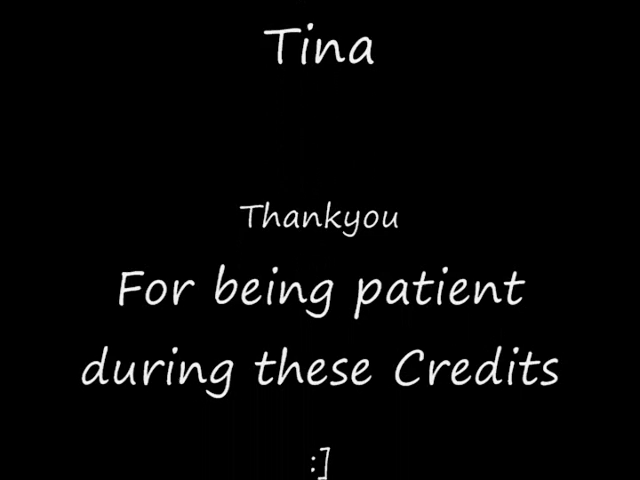 Tina
Thankyou
For being patient
during these Credits
:]